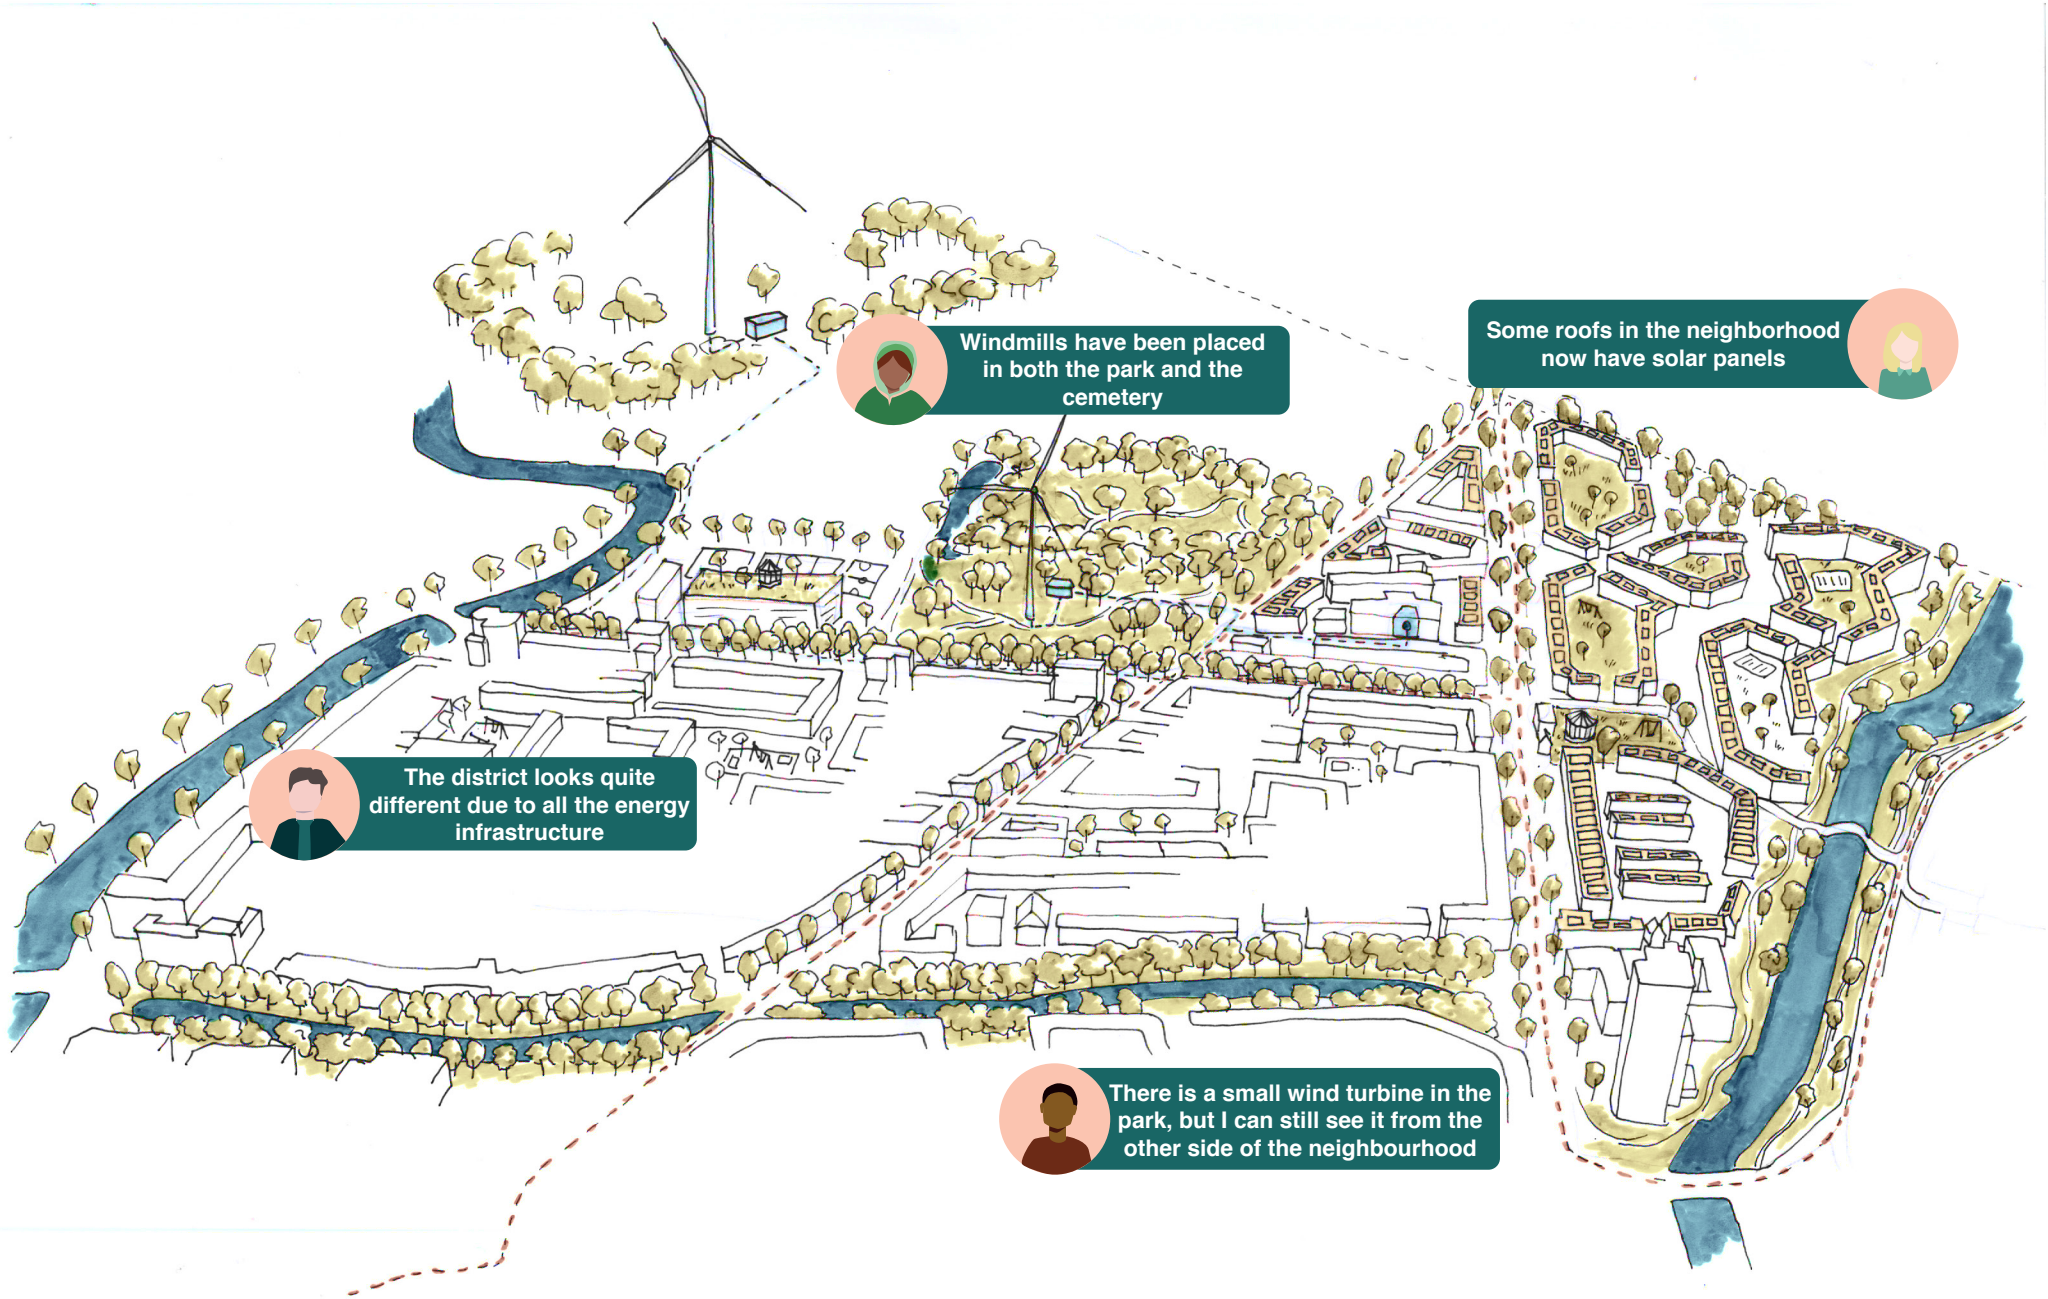 Windmills have been placed
in both the park and the
cemetery
Some roofs in the neighborhood
now have solar panels
The district looks quite
different due to all the energy
infrastructure
There is a small wind turbine in the
park, but I can still see it from the
other side of the neighbourhood